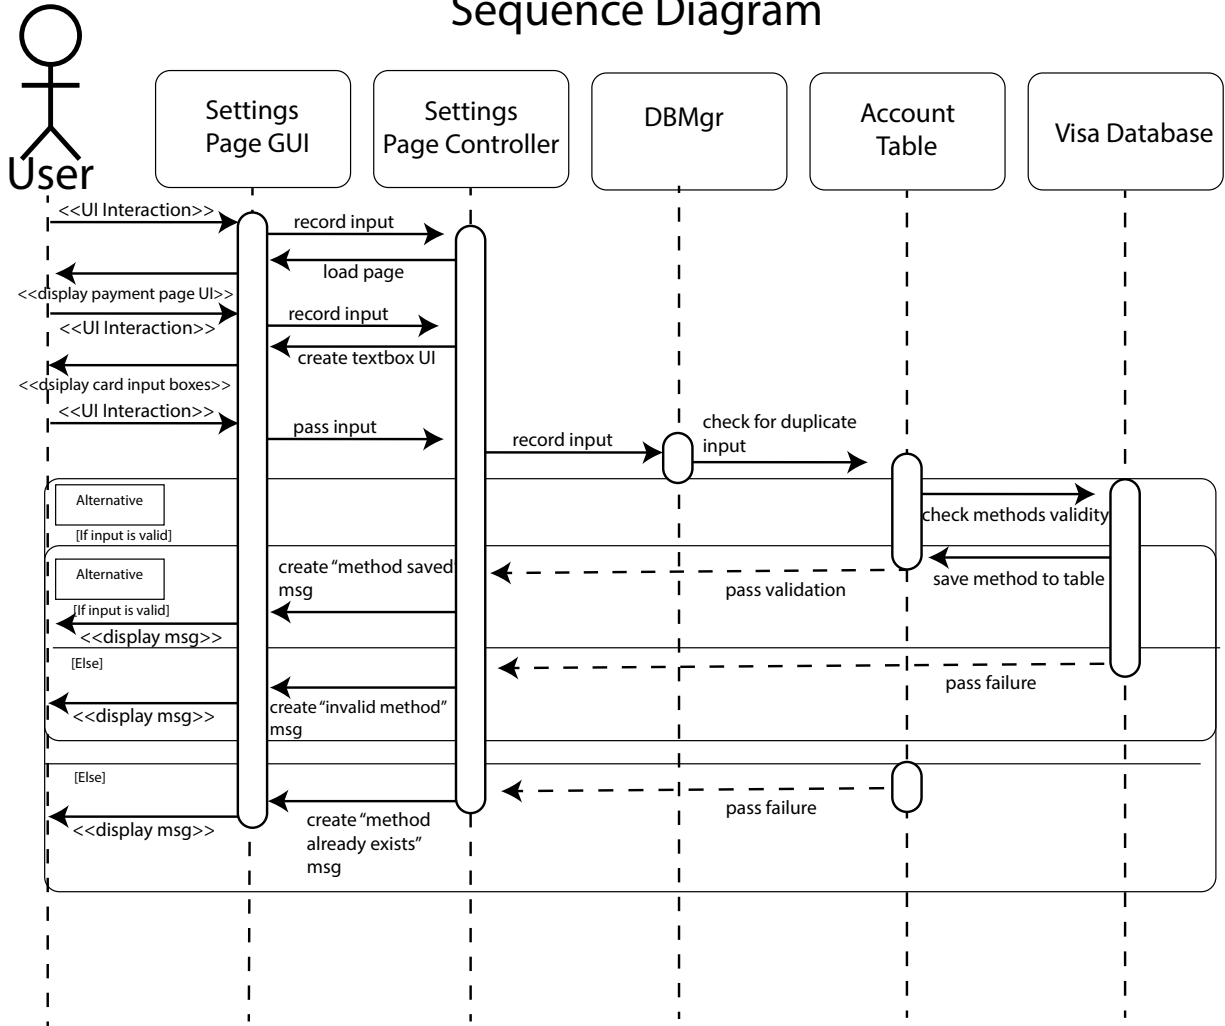 Sequence Diagram
User
Settings
Page GUI
Settings
Page Controller
DBMgr
Account
Table
Visa Database
<<UI Interaction>>
record input
load page
<<display payment page UI>>
record input
<<UI Interaction>>
create textbox UI
<<dsiplay card input boxes>>
<<UI Interaction>>
pass input
record input
check for duplicate
input
Alternative
[If input is valid]
check methods validity
Alternative
[If input is valid]
create “method saved”
msg
pass validation
save method to table
<<display msg>>
[Else]
pass failure
create “invalid method”
msg
<<display msg>>
[Else]
pass failure
create “method
already exists”
msg
<<display msg>>